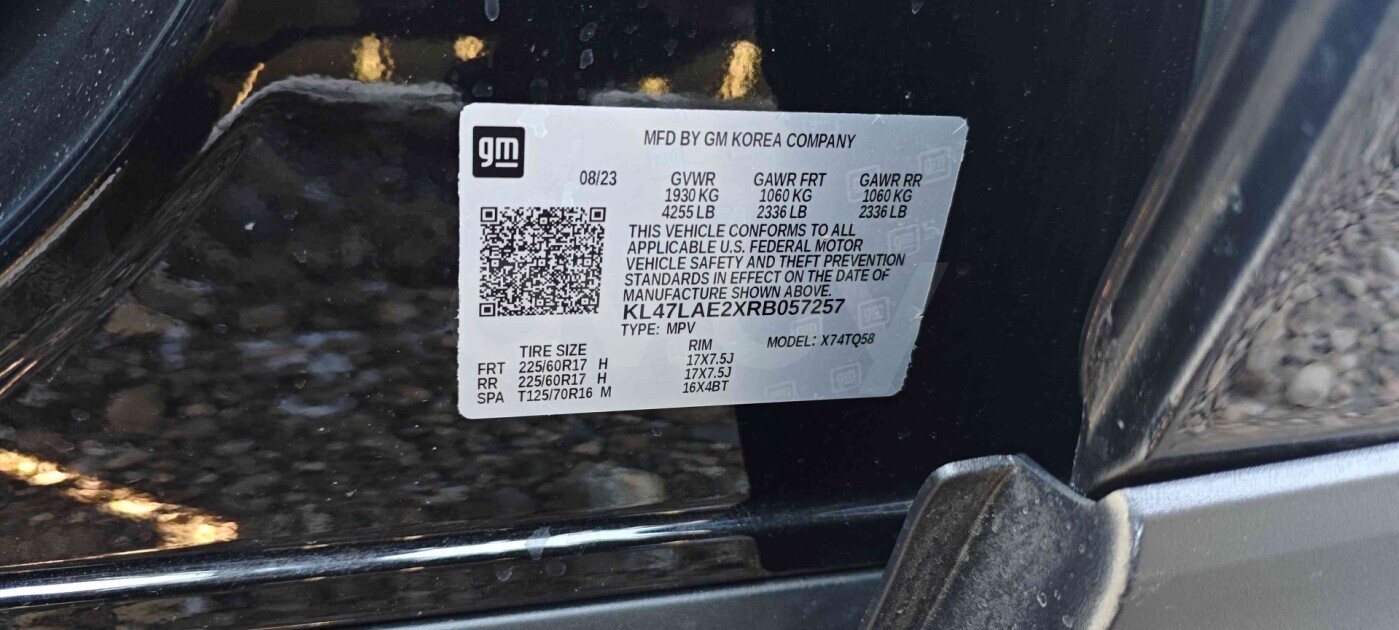 gm
MFD BY GM KOREA COMPANY
08/23 GVWR GAWR FRT GAWR RR
1930 KG 1060 KG 1060 KG
4255 LB 2336 LB 2336 LB
THIS VEHICLE CONFORMS TO ALL
APPLICABLE U.S. FEDERAL MOTOR
VEHICLE SAFETY AND THEFT PREVENTION
STANDARDS IN EFFECT ON THE DATE OF
MANUFACTURE SHOWN ABOVE.
KL47LAE2XRB057257
TYPE: MPV MODEL: X74TQ58
TIRE SIZE RIM
FRT 225/60R17 H 17X7.5J
RR 225/60R17 H 17X7.5J
SPA T125/70R16 M 16X4BT